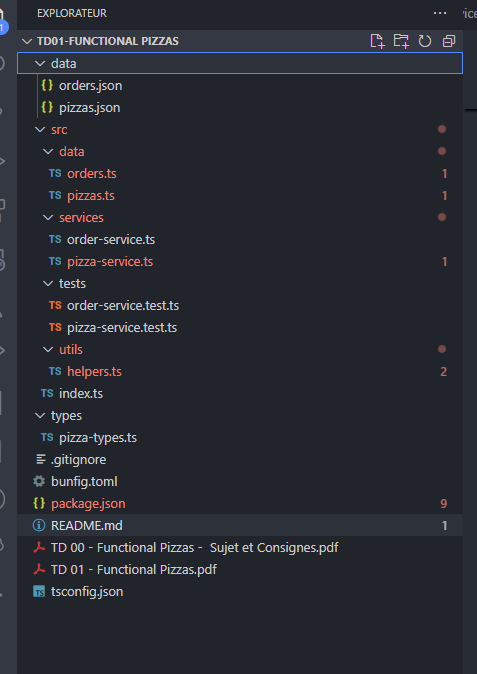 EXPLORATEUR ...
TD01-FUNCTIONAL PIZZAS
data
{} orders.json
{} pizzas.json
src
data
TS orders.ts 1
TS pizzas.ts 1
services
TS order-service.ts
TS pizza-service.ts 1
tests
TS order-service.test.ts
TS pizza-service.test.ts
utils
TS helpers.ts 2
TS index.ts
types
TS pizza-types.ts
.gitignore
bunfig.toml
{} package.json 9
README.md 1
TD 00 - Functional Pizzas - Sujet et Consignes.pdf
TD 01 - Functional Pizzas.pdf
TS tsconfig.json